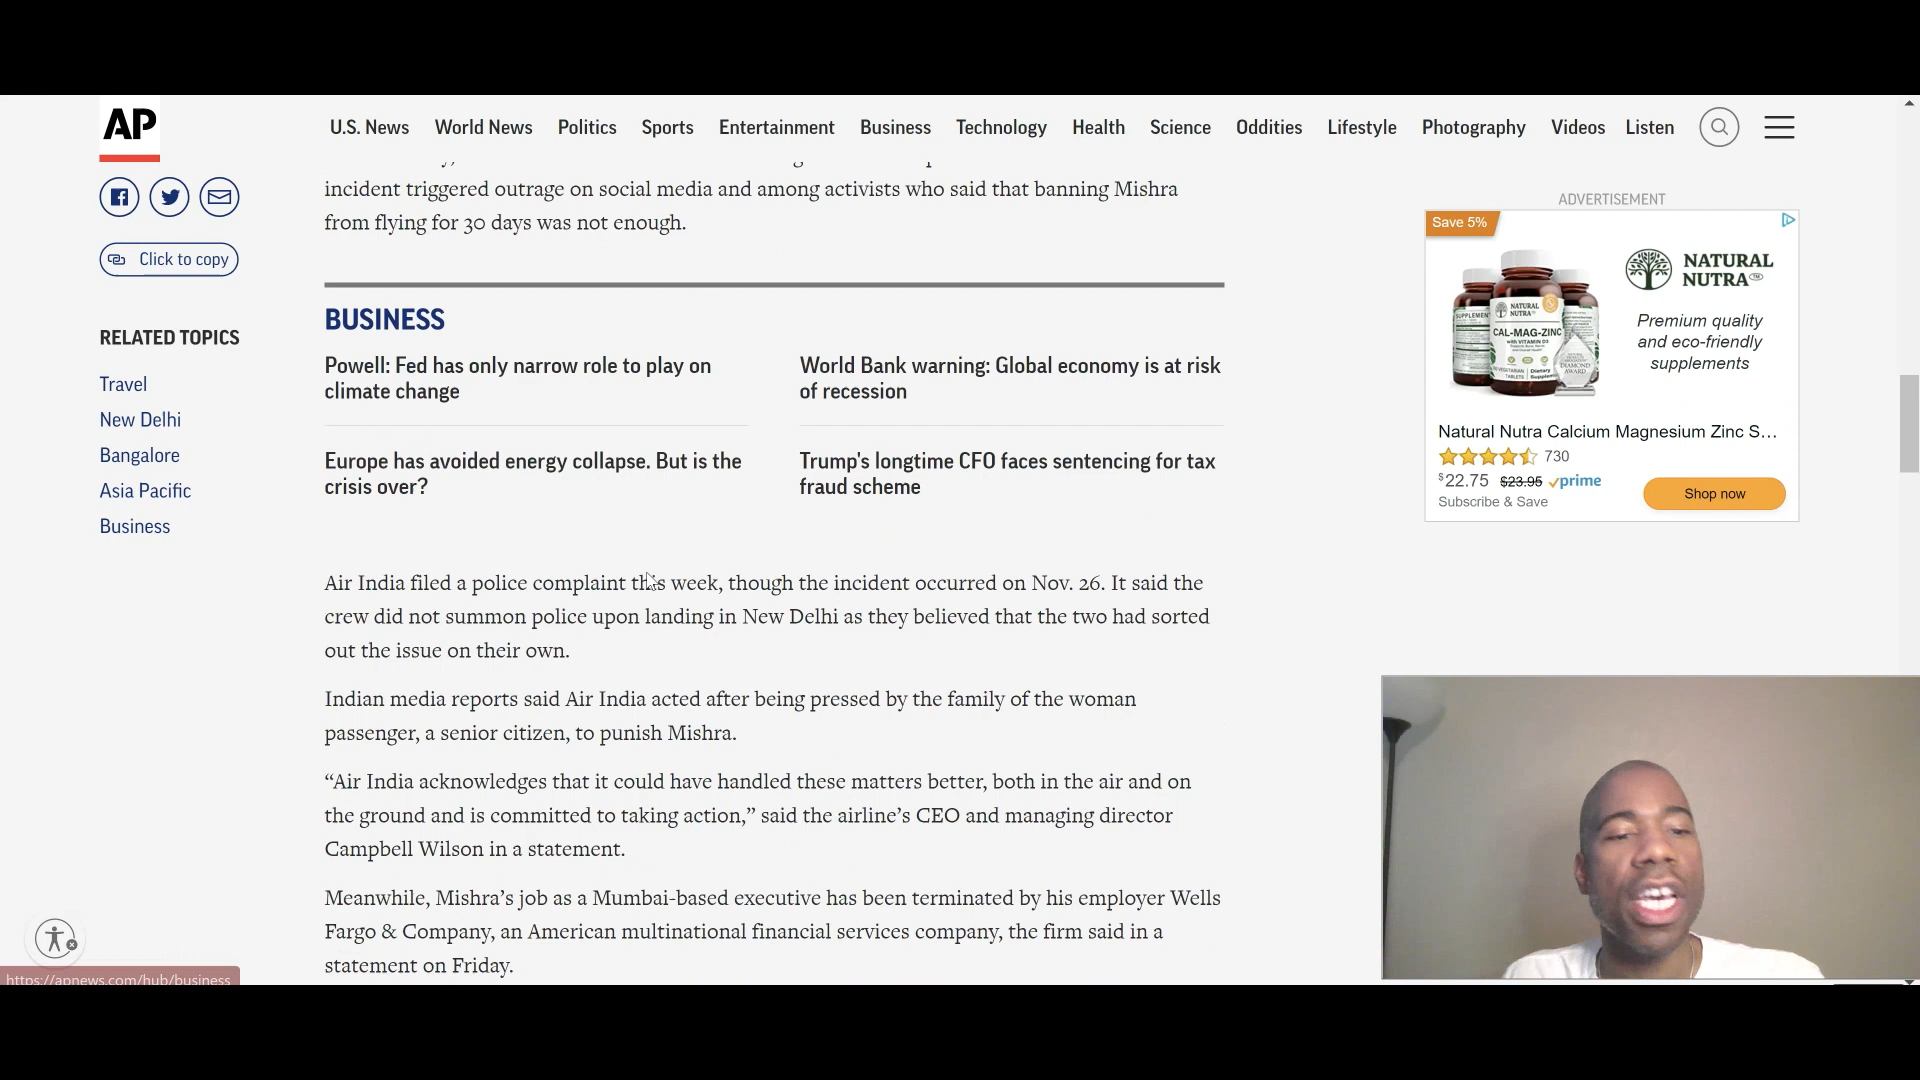 AP
U.S. News World News Politics Sports Entertainment Business Technology Health Science Oddities Lifestyle Photography Videos Listen
Click to copy
RELATED TOPICS
Travel
New Delhi
Bangalore
Asia Pacific
Business
incident triggered outrage on social media and among activists who said that banning Mishra
from flying for 30 days was not enough.
BUSINESS
Powell: Fed has only narrow role to play on
climate change
World Bank warning: Global economy is at risk
of recession
Europe has avoided energy collapse. But is the
crisis over?
Trump's longtime CFO faces sentencing for tax
fraud scheme
Air India filed a police complaint this week, though the incident occurred on Nov. 26. It said the
crew did not summon police upon landing in New Delhi as they believed that the two had sorted
out the issue on their own.
Indian media reports said Air India acted after being pressed by the family of the woman
passenger, a senior citizen, to punish Mishra.
“Air India acknowledges that it could have handled these matters better, both in the air and on
the ground and is committed to taking action,” said the airline’s CEO and managing director
Campbell Wilson in a statement.
Meanwhile, Mishra’s job as a Mumbai-based executive has been terminated by his employer Wells
Fargo & Company, an American multinational financial services company, the firm said in a
statement on Friday.
ADVERTISEMENT
Save 5%
NATURAL
NUTRA™
Premium quality
and eco-friendly
supplements
NATURAL
NUTRA
CAL-MAG-ZINC
with VITAMIN D3
DIAMOND
AWARD
Natural Nutra Calcium Magnesium Zinc S...
730
$22.75 $23.95 prime
Subscribe & Save
Shop now
https://apnews.com/hub/business